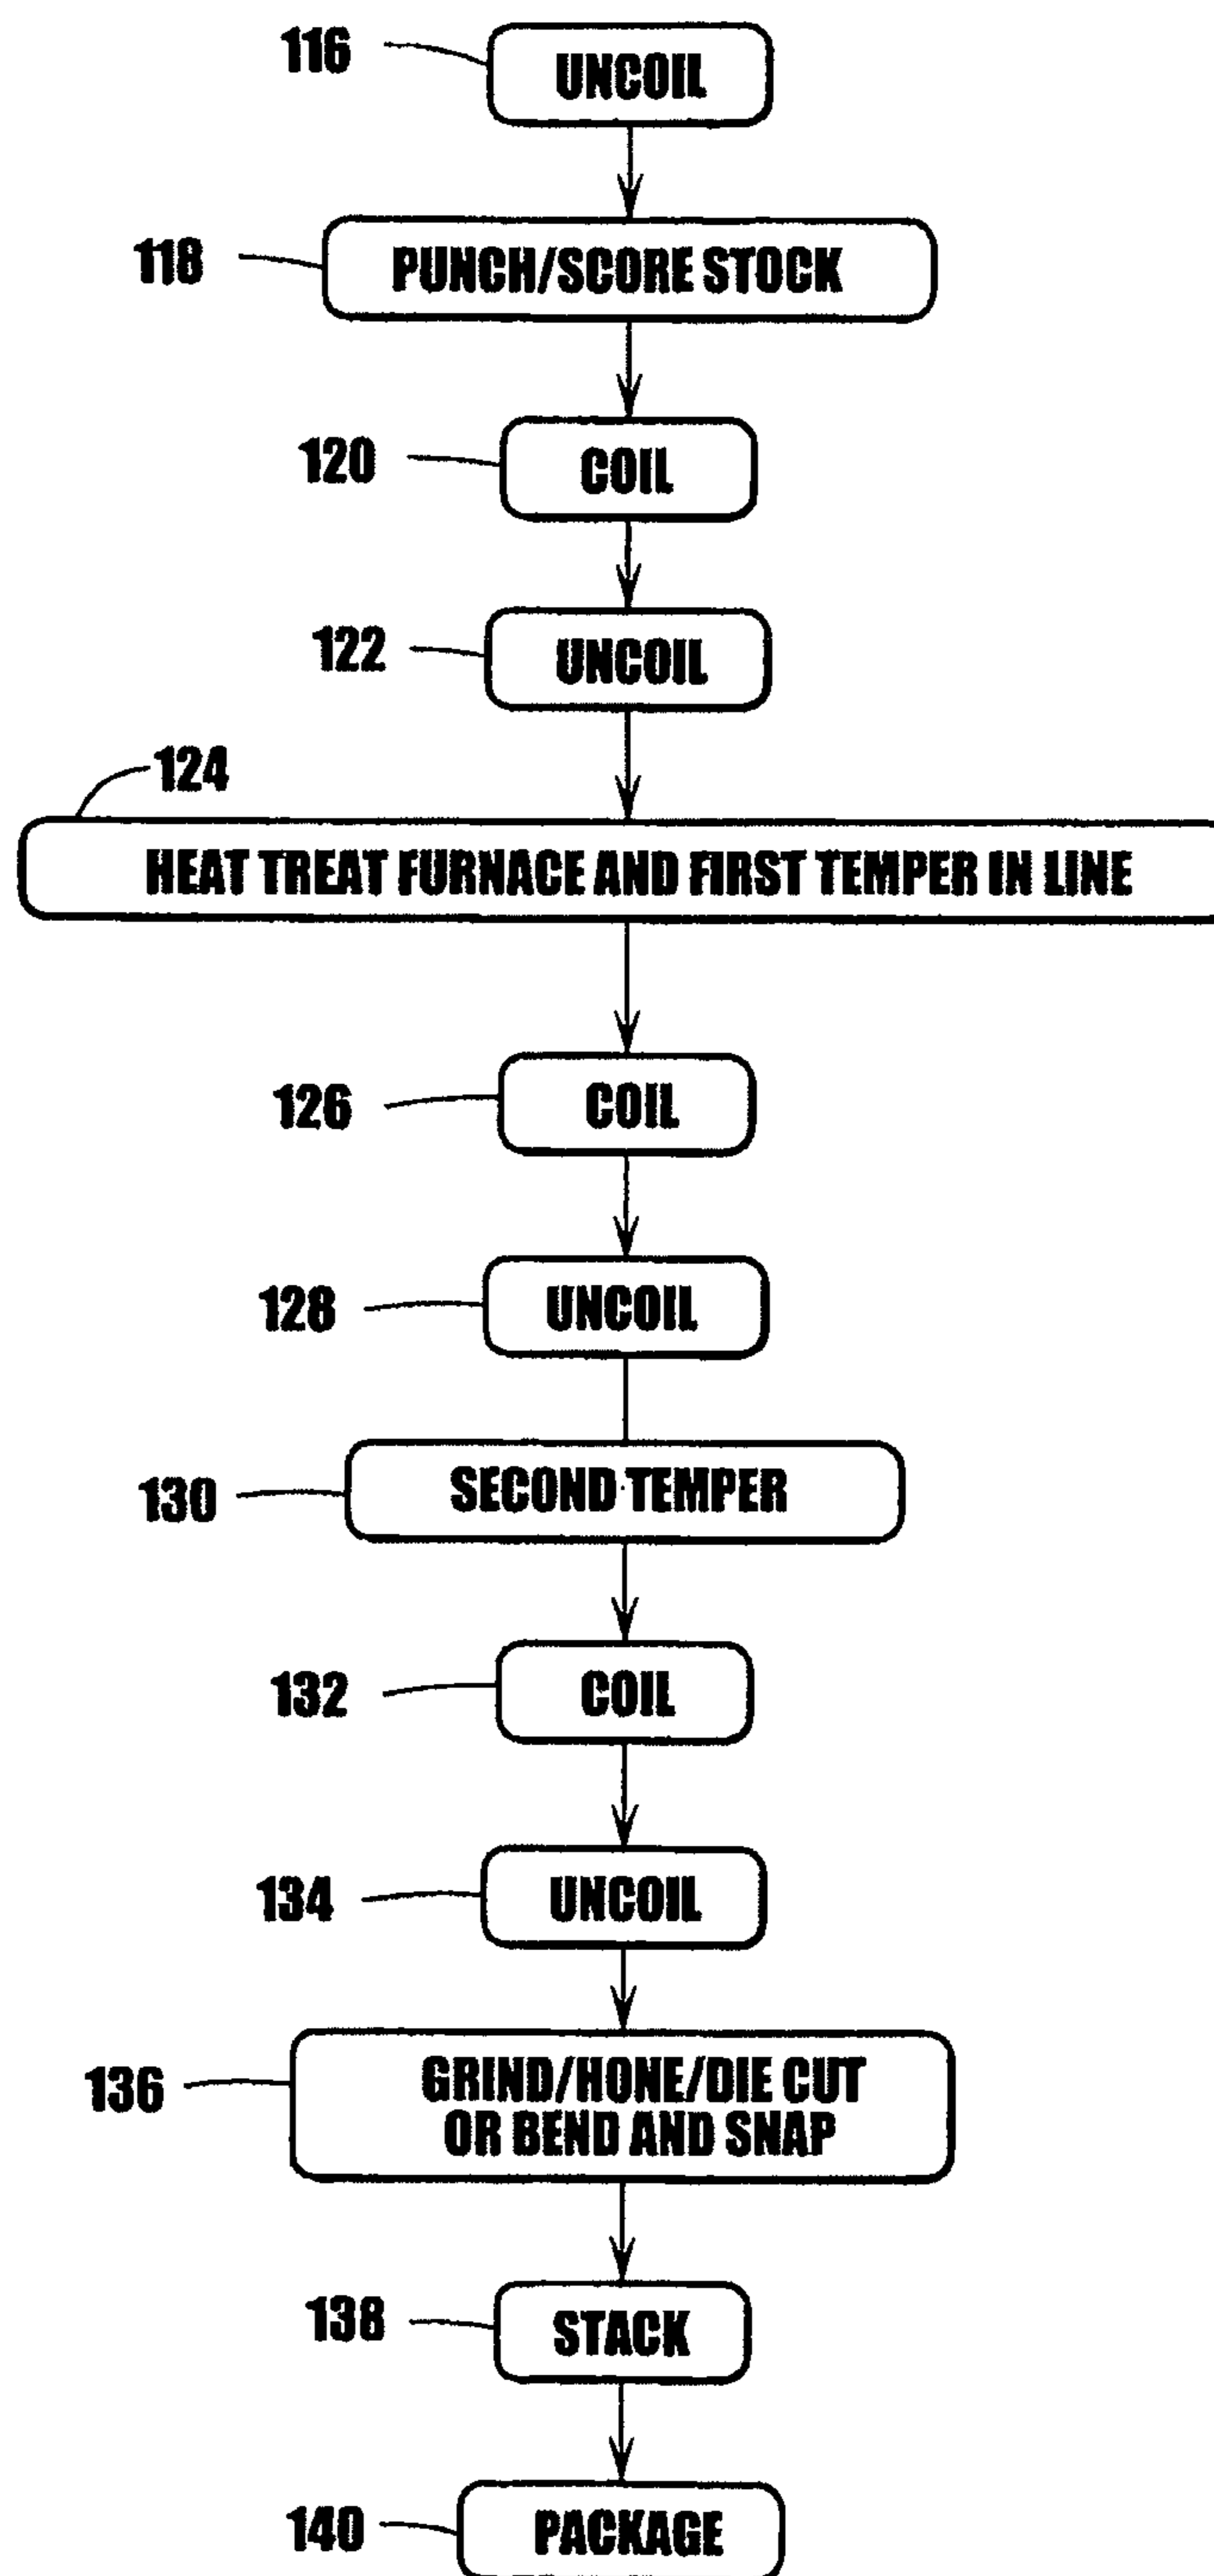 116
UNCOIL
118
PUNCH/SCORE STOCK
120
COIL
122
UNCOIL
124
HEAT TREAT FURNACE AND FIRST TEMPER IN LINE
126
COIL
128
UNCOIL
130
SECOND TEMPER
132
COIL
134
UNCOIL
136
GRIND/HONE/DIE CUT
OR BEND AND SNAP
138
STACK
140
PACKAGE